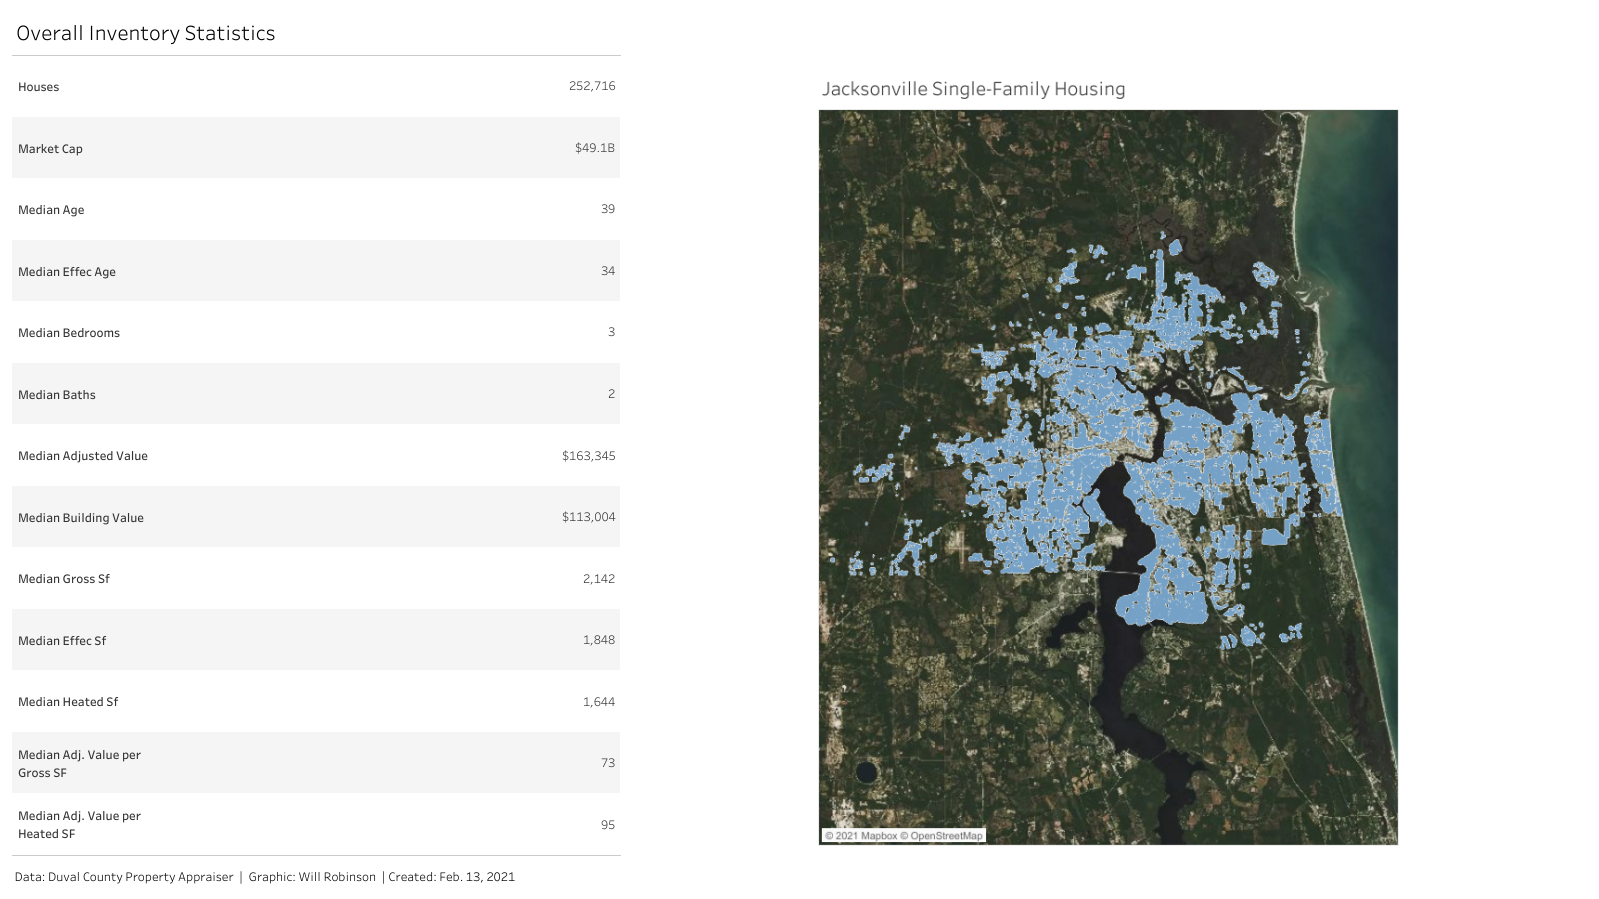 Overall Inventory Statistics
Houses 252,716
Market Cap $49.1B
Median Age 39
Median Effec Age 34
Median Bedrooms 3
Median Baths 2
Median Adjusted Value $163,345
Median Building Value $113,004
Median Gross Sf 2,142
Median Effec Sf 1,848
Median Heated Sf 1,644
Median Adj. Value per
Gross SF 73
Median Adj. Value per
Heated SF 95
Data: Duval County Property Appraiser | Graphic: Will Robinson | Created: Feb. 13, 2021
Jacksonville Single-Family Housing
© 2021 Mapbox © OpenStreetMap